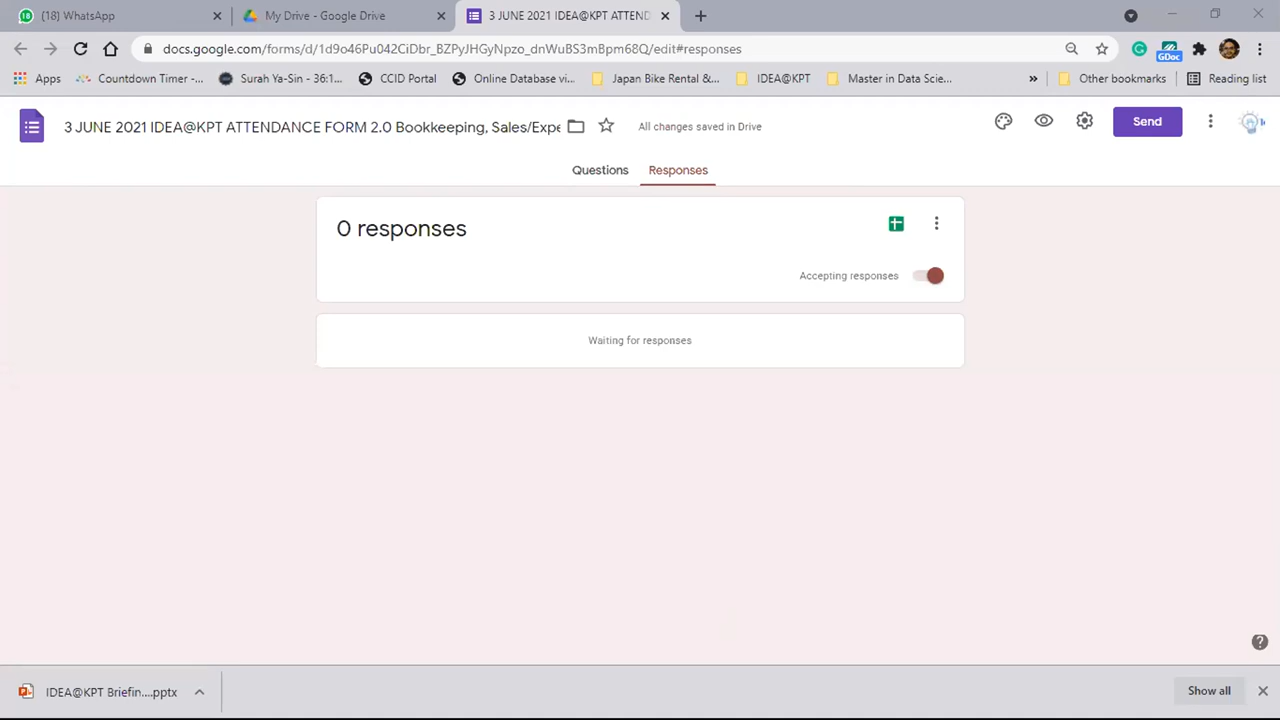 (18) WhatsApp
My Drive - Google Drive
3 JUNE 2021 IDEA@KPT ATTEND
docs.google.com/forms/d/1d9o46Pu042CiDbr_BZPyJHGyNpzo_dnWuBS3mBpm68Q/edit#responses
GDoc
Apps
Countdown Timer -...
Surah Ya-Sin - 36:1...
CCID Portal
Online Database vi...
Japan Bike Rental &...
IDEA@KPT
Master in Data Scie...
»
Other bookmarks
Reading list
3 JUNE 2021 IDEA@KPT ATTENDANCE FORM 2.0 Bookkeeping, Sales/Expe
All changes saved in Drive
Send
Questions
Responses
0 responses
Accepting responses
Waiting for responses
IDEA@KPT Briefin....pptx
Show all